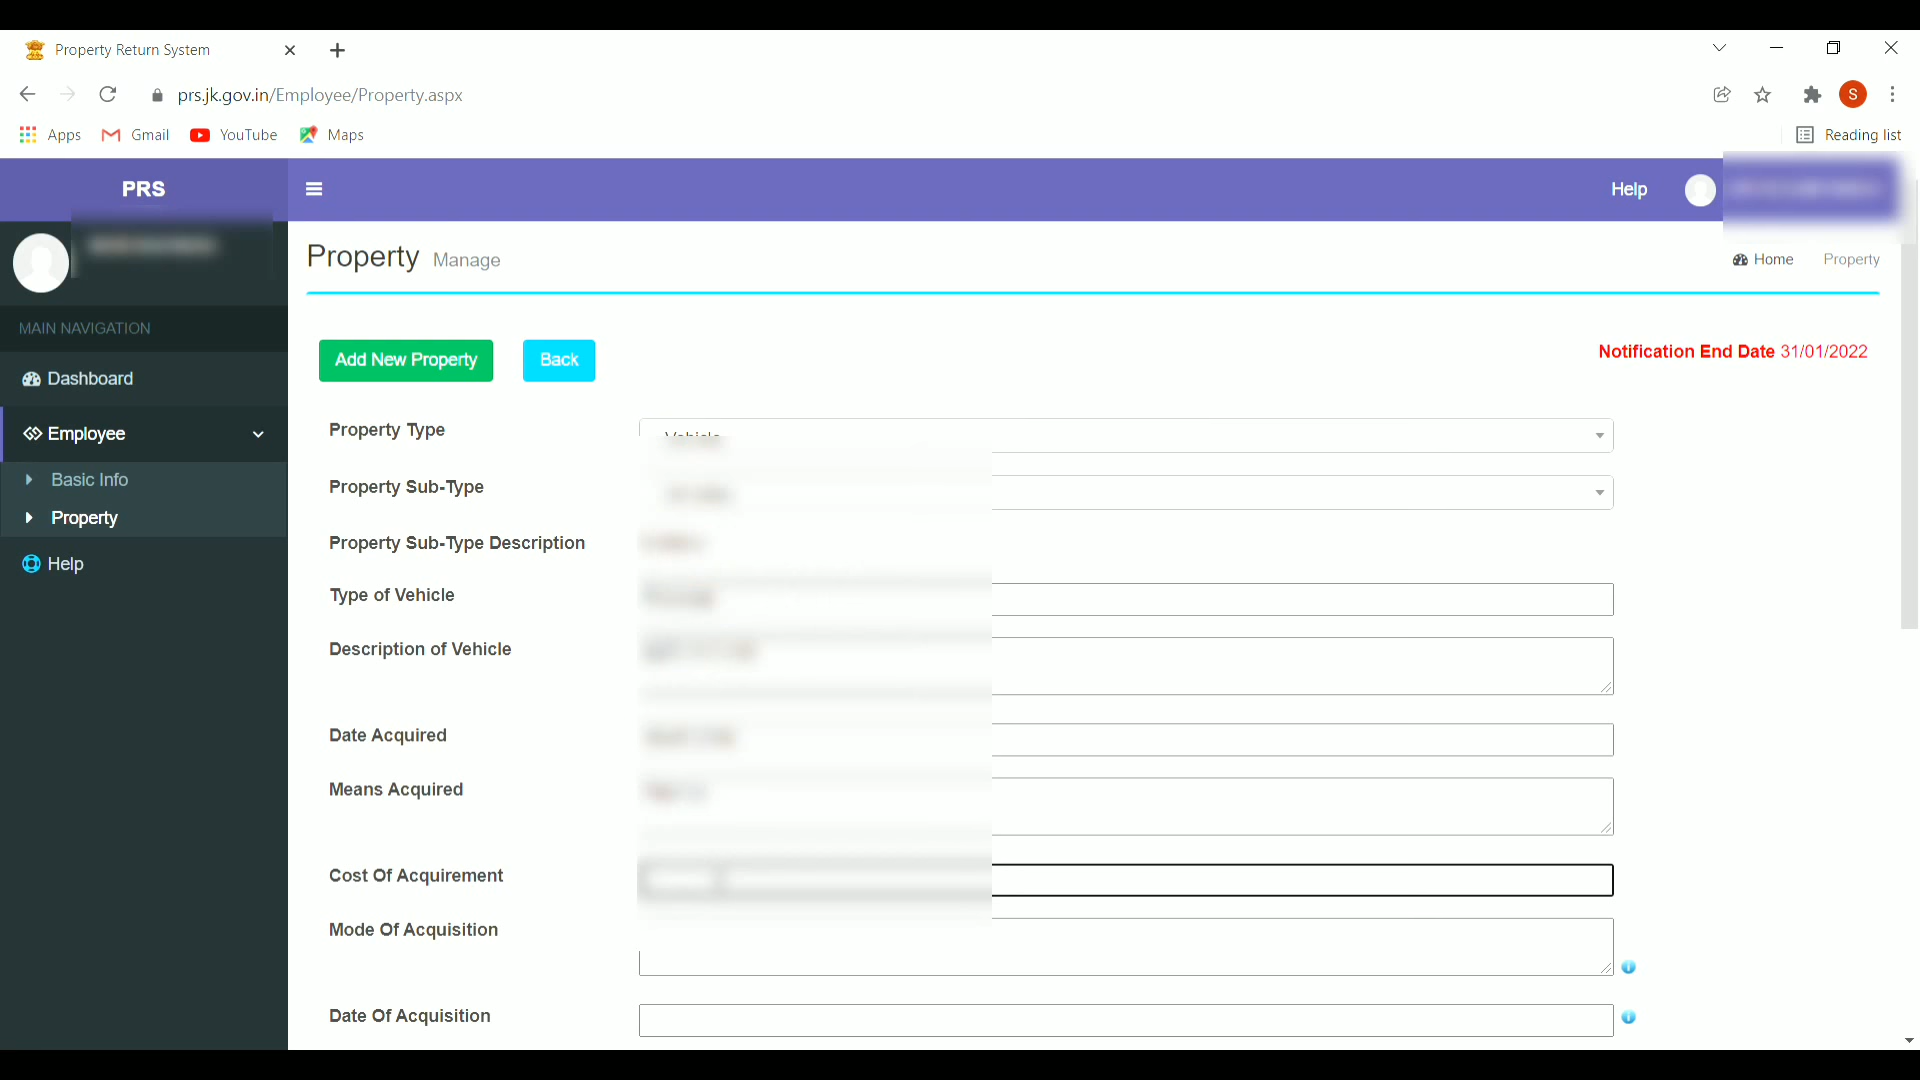 Property Return System
prs.jk.gov.in/Employee/Property.aspx
S
Apps Gmail YouTube Maps Reading list
PRS Help
Property Manage Home Property
MAIN NAVIGATION
Dashboard
Employee
Basic Info
Property
Help
Add New Property Back Notification End Date 31/01/2022
Property Type
Property Sub-Type
Property Sub-Type Description
Type of Vehicle
Description of Vehicle
Date Acquired
Means Acquired
Cost Of Acquirement
Mode Of Acquisition
Date Of Acquisition